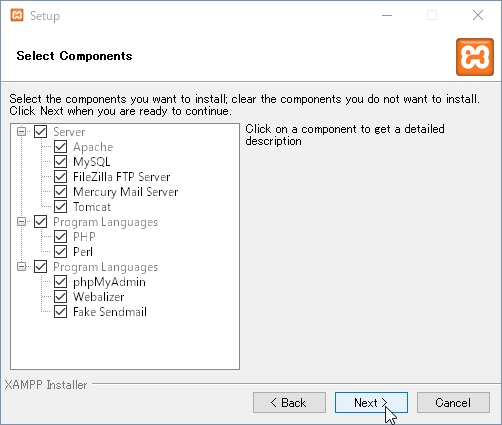 Setup
Select Components
Select the components you want to install; clear the components you do not want to install.
Click Next when you are ready to continue.
Server
Apache
MySQL
FileZilla FTP Server
Mercury Mail Server
Tomcat
Program Languages
PHP
Perl
Program Languages
phpMyAdmin
Webalizer
Fake Sendmail
Click on a component to get a detailed
description
XAMPP Installer
< Back
Next >
Cancel